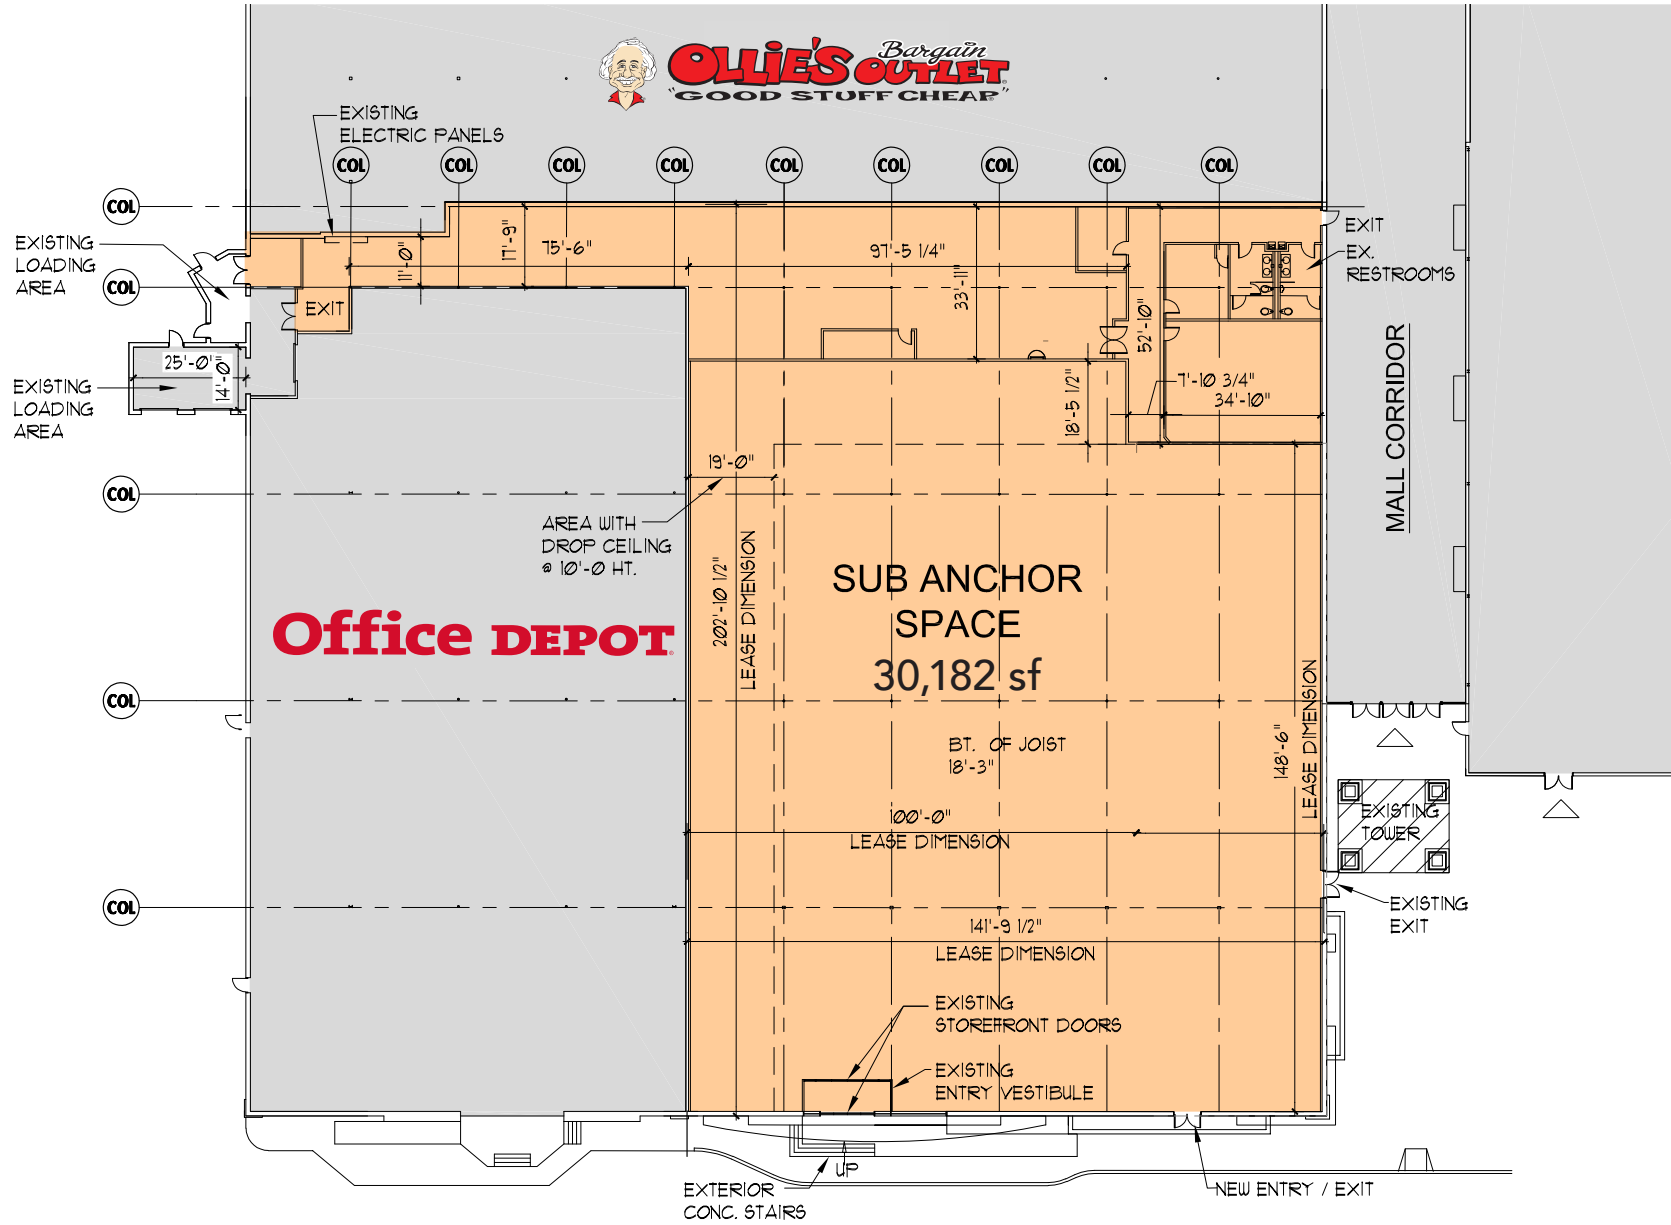 OLLIE'S Bargain OUTLET
"GOOD STUFF CHEAP"
EXISTING
ELECTRIC PANELS
COL COL COL COL COL COL COL COL COL
COL
EXISTING
LOADING
AREA
COL
EXIT
11'-0"
17'-9"
75'-6"
97'-5 1/4"
33'-11"
52'-10"
EXIT
EX.
RESTROOMS
25'-0"
14'-0"
EXISTING
LOADING
AREA
18'-5 1/2"
7'-10 3/4"
34'-10"
MALL CORRIDOR
COL
19'-0"
AREA WITH
DROP CEILING
@ 10'-0 HT.
202'-10 1/2"
LEASE DIMENSION
SUB ANCHOR
SPACE
30,182 sf
Office DEPOT
COL
BT. OF JOIST
18'-3"
148'-6"
LEASE DIMENSION
100'-0"
LEASE DIMENSION
EXISTING
TOWER
COL
EXISTING
EXIT
141'-9 1/2"
LEASE DIMENSION
EXISTING
STOREFRONT DOORS
EXISTING
ENTRY VESTIBULE
UP
EXTERIOR
CONC. STAIRS
NEW ENTRY / EXIT